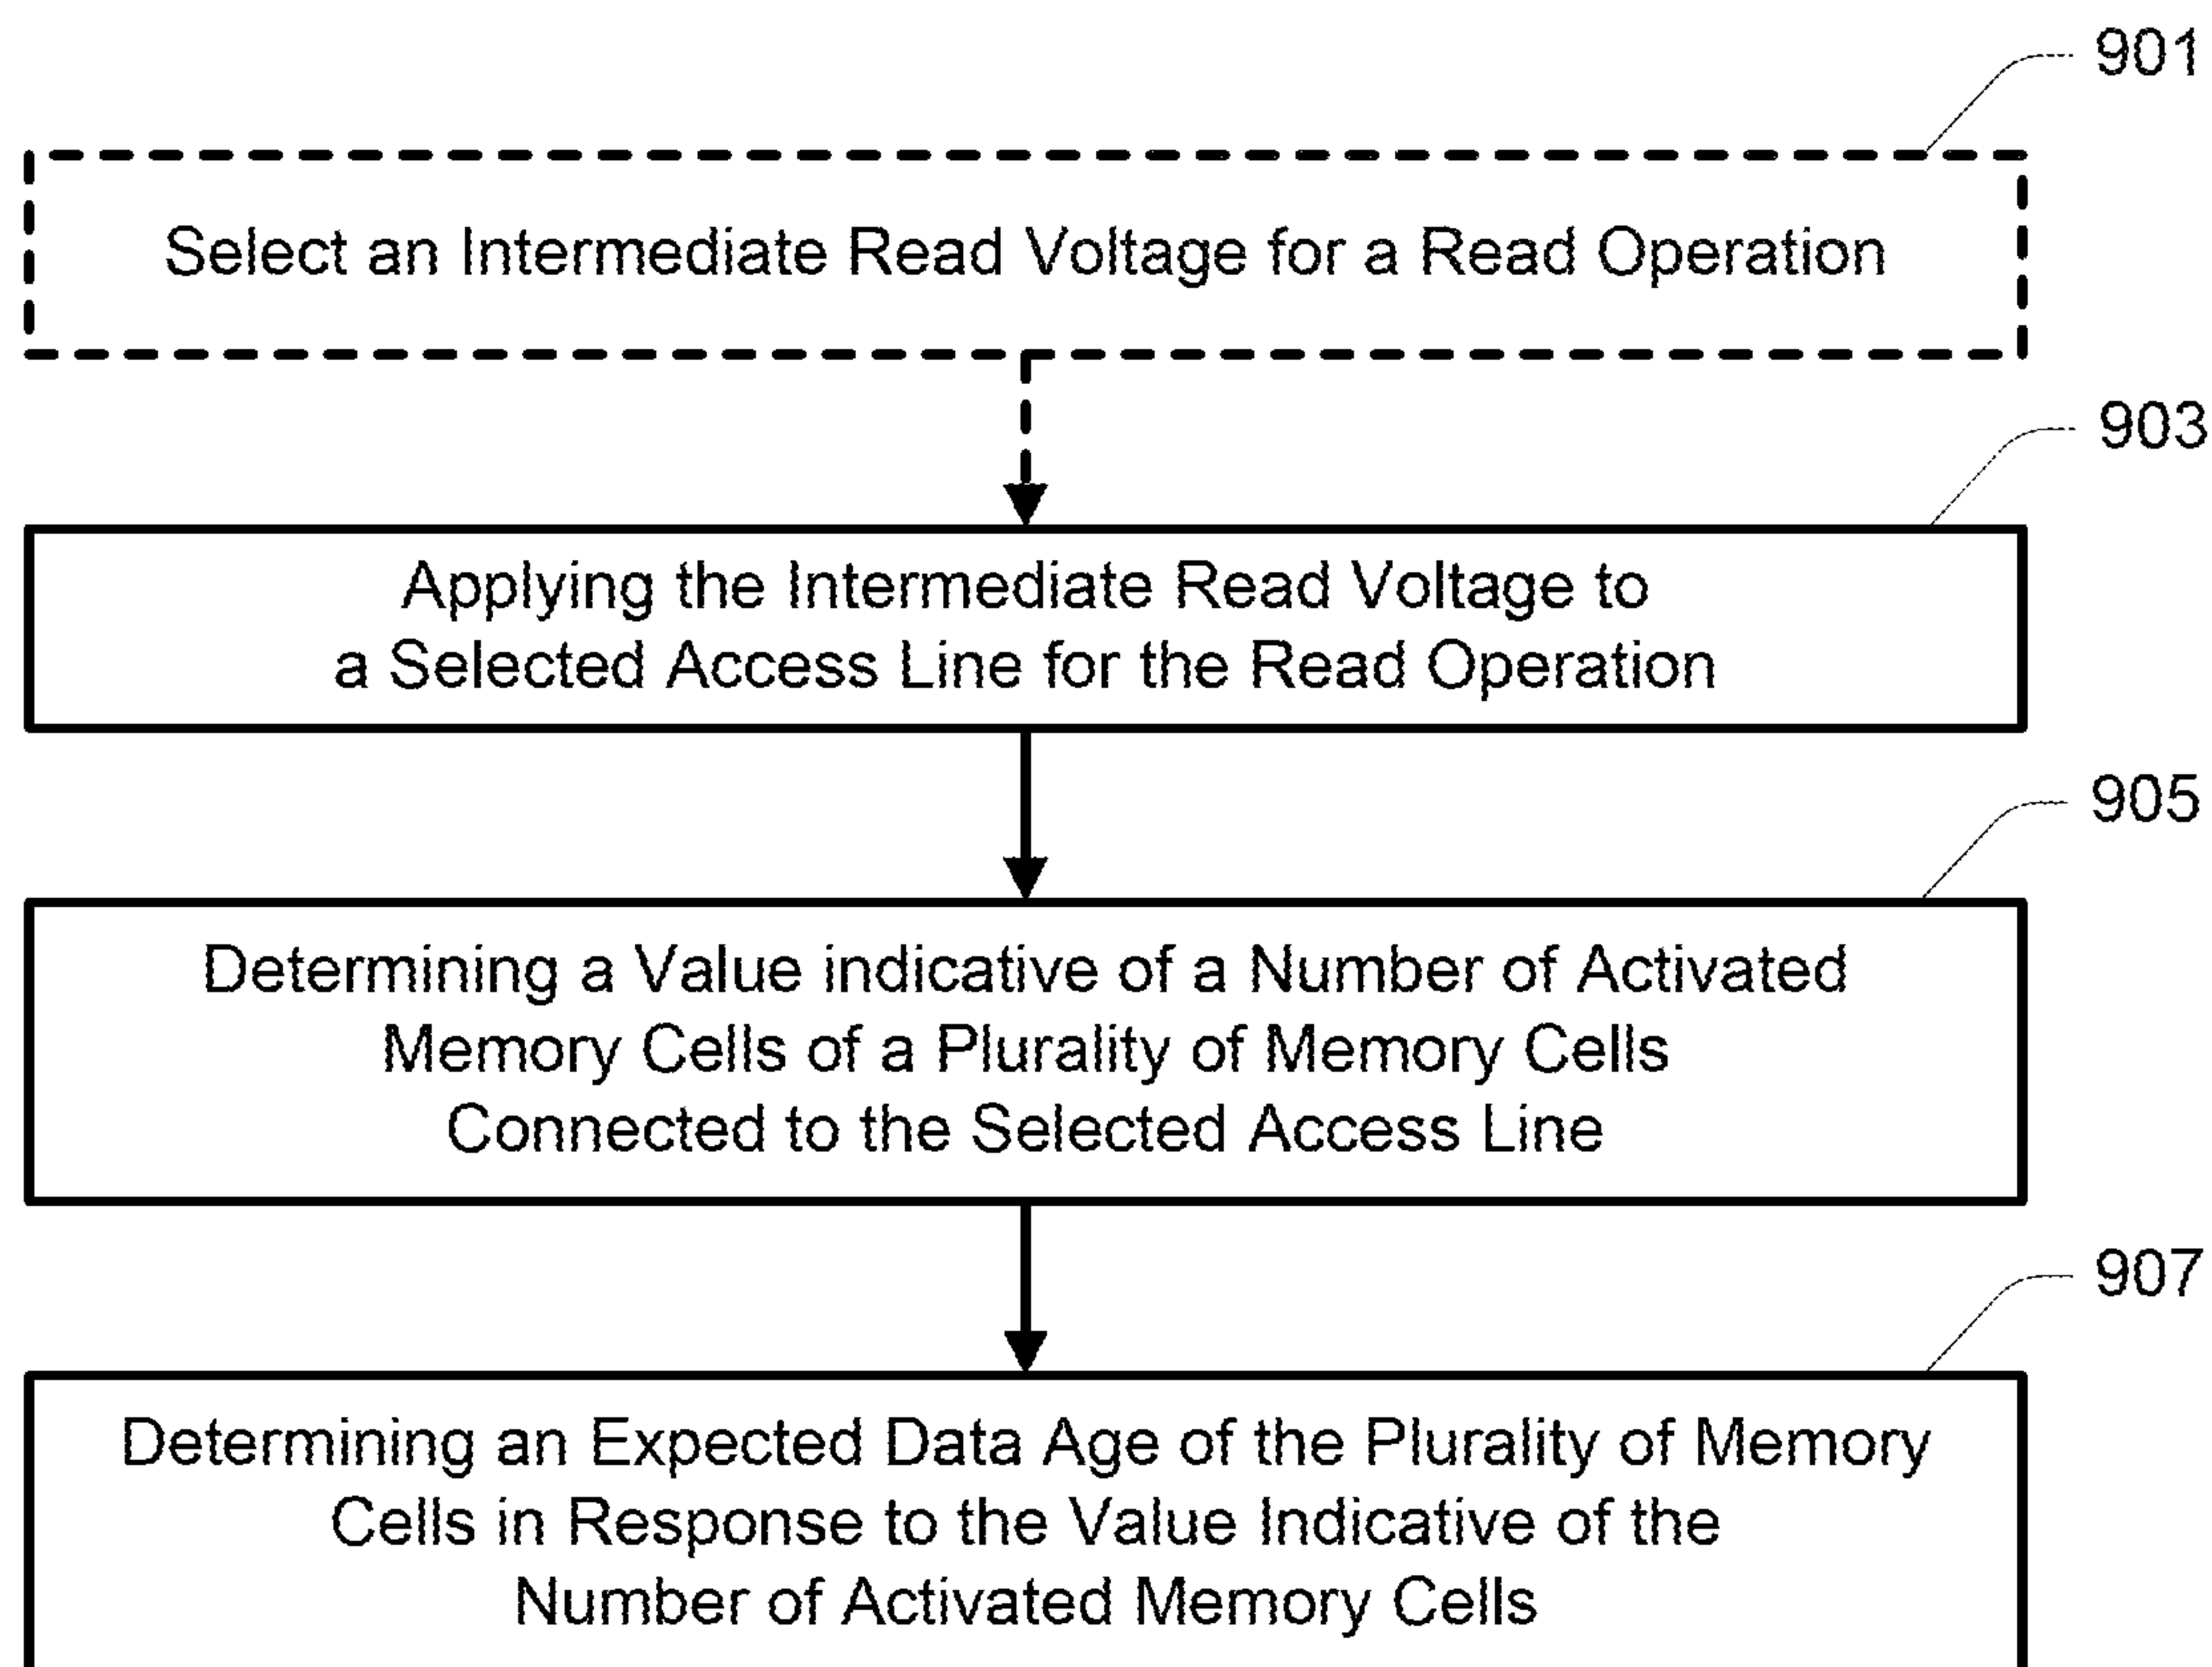 901
Select an Intermediate Read Voltage for a Read Operation
903
Applying the Intermediate Read Voltage to
a Selected Access Line for the Read Operation
905
Determining a Value indicative of a Number of Activated
Memory Cells of a Plurality of Memory Cells
Connected to the Selected Access Line
907
Determining an Expected Data Age of the Plurality of Memory
Cells in Response to the Value Indicative of the
Number of Activated Memory Cells